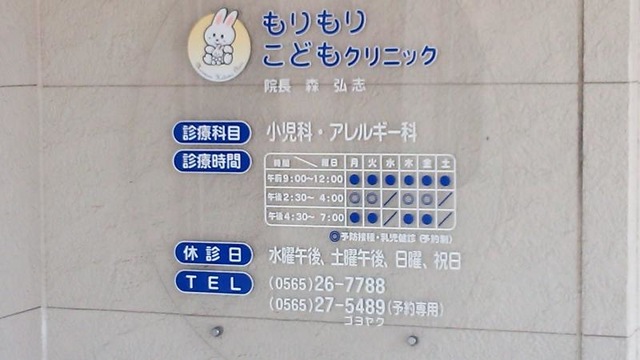 もりもり
こどもクリニック
院長 森 弘志
診療科目 小児科・アレルギー科
診療時間
時間 曜日 月 火 水 木 金 土
午前9:00〜12:00 ● ● ● ● ● ●
午後2:30〜 4:00 ◎ ◎ ／ ◎ ◎ ／
午後4:30〜 7:00 ● ● ／ ● ● ／
◎予防接種・乳児健診(予約制)
休診日 水曜午後、土曜午後、日曜、祝日
TEL (0565)26-7788
(0565)27-5489(予約専用)
ゴヨヤク